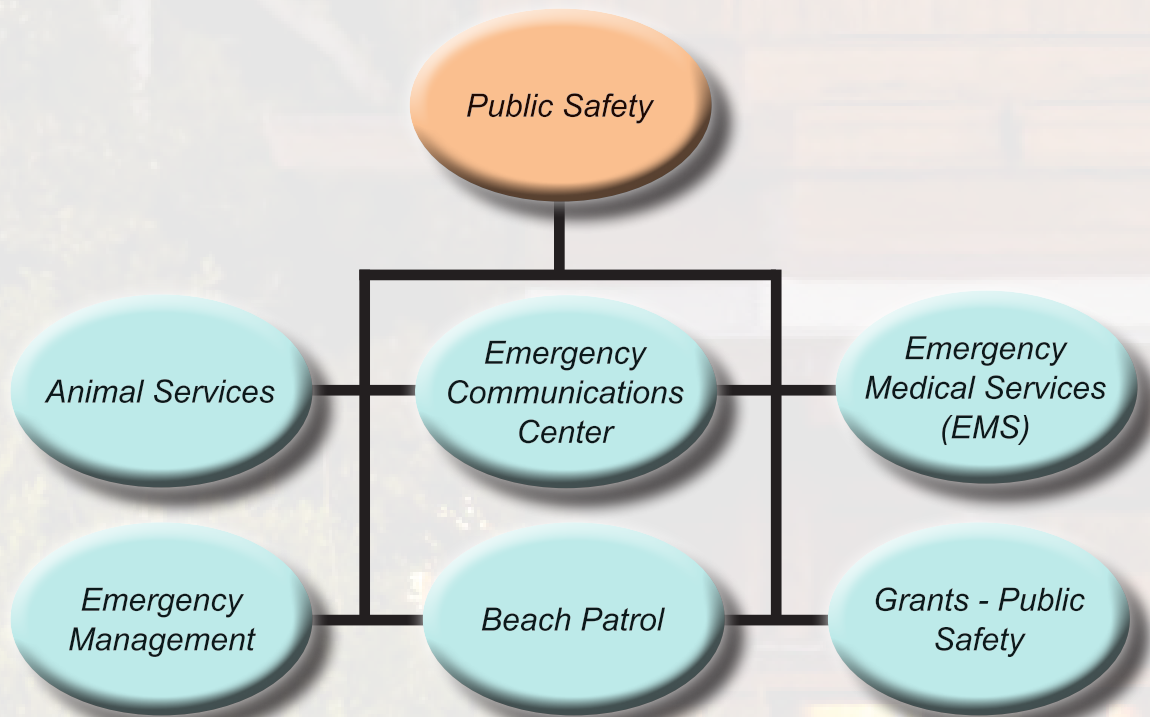 Public Safety
Animal Services
Emergency
Communications
Center
Emergency
Medical Services
(EMS)
Emergency
Management
Beach Patrol
Grants - Public
Safety